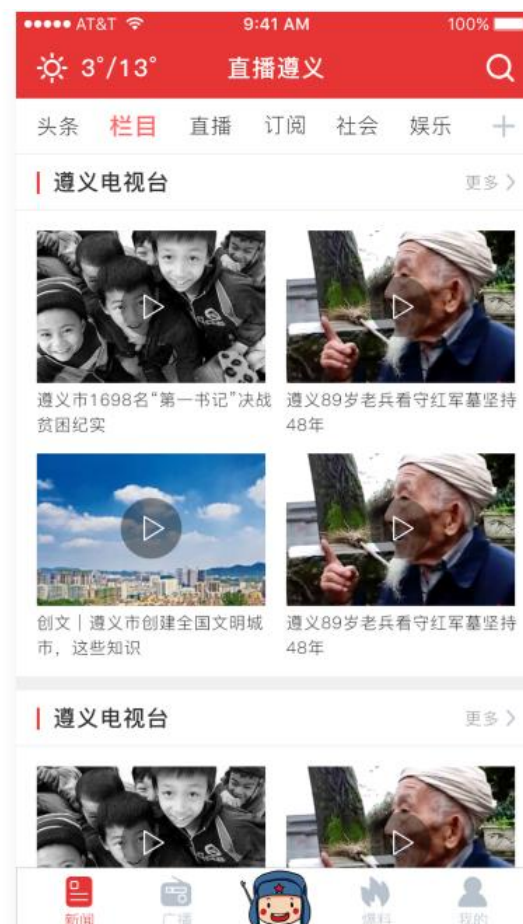 AT&T 9:41 AM 100%
3°/13° 直播遵义
头条 栏目 直播 订阅 社会 娱乐
遵义电视台 更多
遵义市1698名“第一书记”决战
贫困纪实
遵义89岁老兵看守红军墓坚持
48年
创文｜遵义市创建全国文明城
市，这些知识
遵义89岁老兵看守红军墓坚持
48年
遵义电视台 更多
新闻 广播 爆料 我的